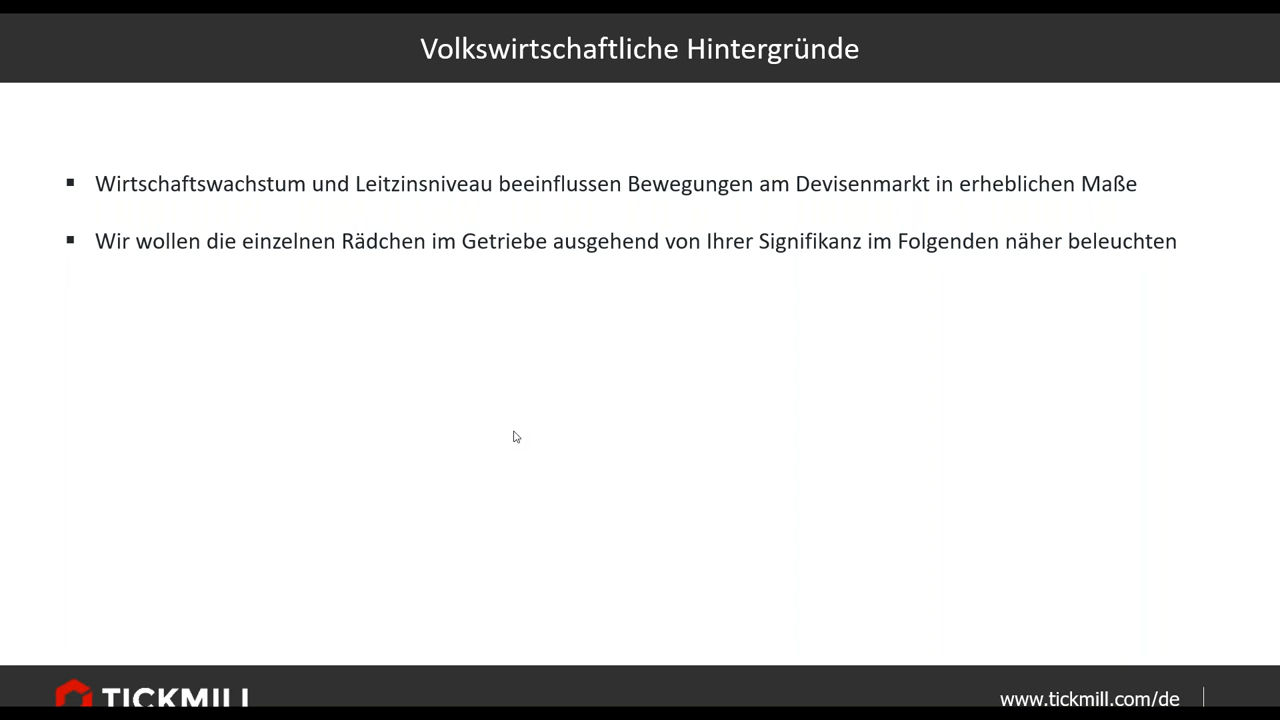 Volkswirtschaftliche Hintergründe
▪ Wirtschaftswachstum und Leitzinsniveau beeinflussen Bewegungen am Devisenmarkt in erheblichen Maße
▪ Wir wollen die einzelnen Rädchen im Getriebe ausgehend von Ihrer Signifikanz im Folgenden näher beleuchten
TICKMILL
www.tickmill.com/de